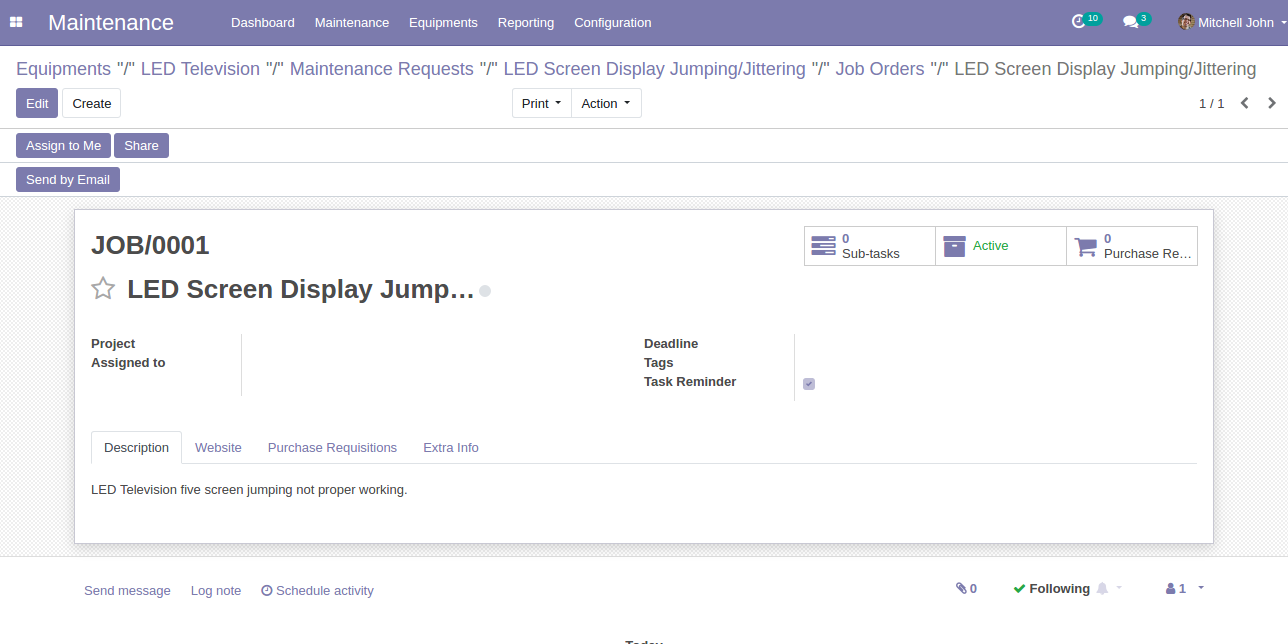 Maintenance Dashboard Maintenance Equipments Reporting Configuration 10 3 Mitchell John
Equipments "/" LED Television "/" Maintenance Requests "/" LED Screen Display Jumping/Jittering "/" Job Orders "/" LED Screen Display Jumping/Jittering
Edit Create Print Action 1 / 1
Assign to Me Share
Send by Email
JOB/0001
0
Sub-tasks
Active
0
Purchase Re...
LED Screen Display Jump...
Project
Assigned to
Deadline
Tags
Task Reminder
Description Website Purchase Requisitions Extra Info
LED Television five screen jumping not proper working.
Send message Log note Schedule activity 0 Following 1
Today